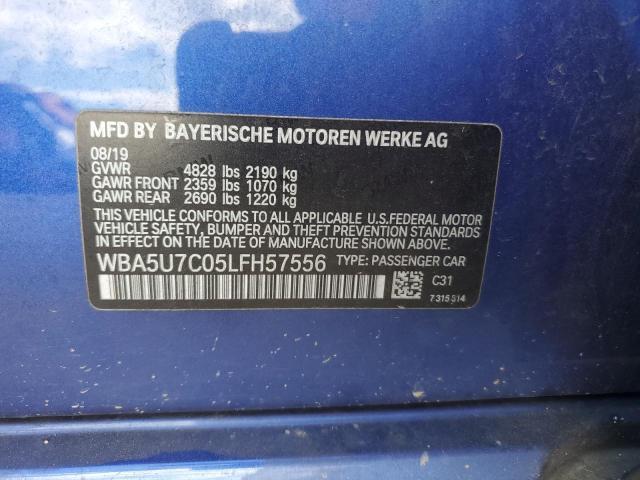 MFD BY BAYERISCHE MOTOREN WERKE AG
08/19
GVWR 4828 lbs 2190 kg
GAWR FRONT 2359 lbs 1070 kg
GAWR REAR 2690 lbs 1220 kg
THIS VEHICLE CONFORMS TO ALL APPLICABLE U.S.FEDERAL MOTOR
VEHICLE SAFETY, BUMPER, AND THEFT PREVENTION STANDARDS
IN EFFECT ON THE DATE OF MANUFACTURE SHOWN ABOVE.
WBA5U7C05LFH57556 TYPE: PASSENGER CAR
C31